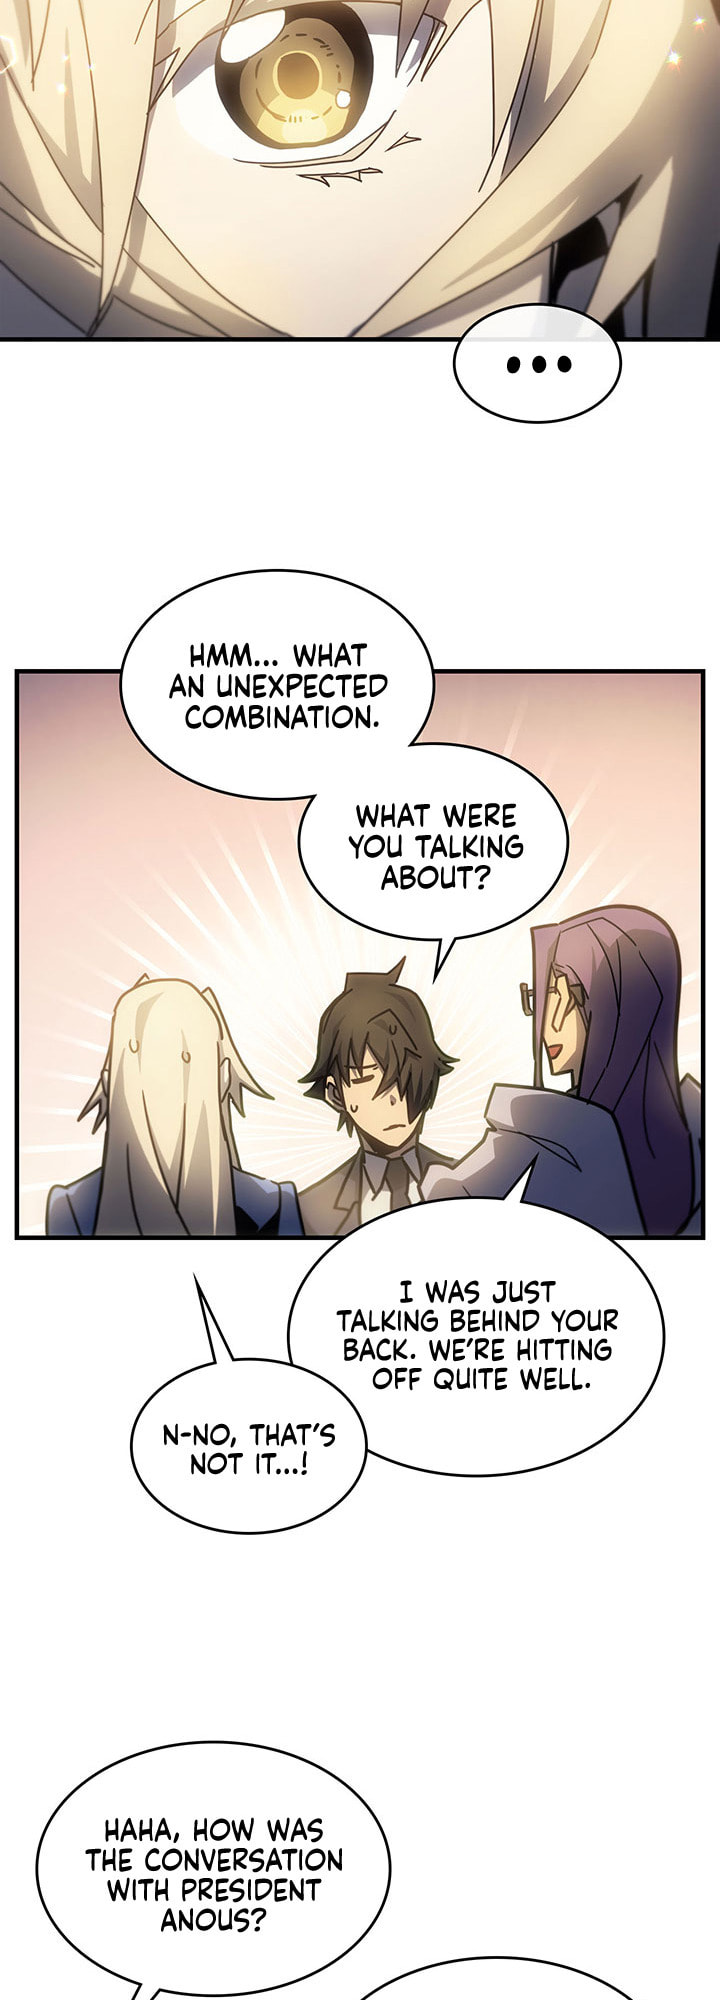 ...
HMM... WHAT
AN UNEXPECTED
COMBINATION.
WHAT WERE
YOU TALKING
ABOUT?
I WAS JUST
TALKING BEHIND YOUR
BACK. WE'RE HITTING
OFF QUITE WELL.
N-NO, THAT'S
NOT IT...!
HAHA, HOW WAS
THE CONVERSATION
WITH PRESIDENT
ANOUS?